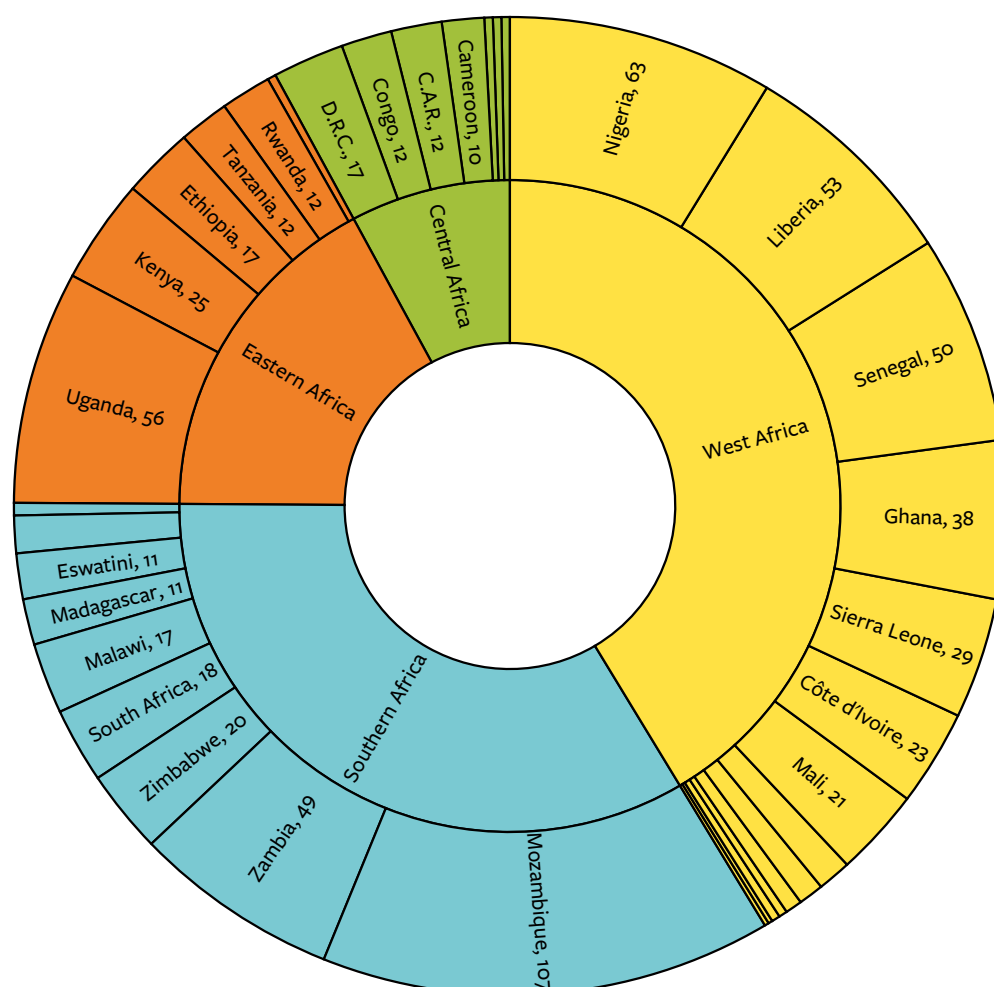 West Africa
Nigeria, 63
Liberia, 53
Senegal, 50
Ghana, 38
Sierra Leone, 29
Côte d’Ivoire, 23
Mali, 21
Southern Africa
Mozambique, 107
Zambia, 49
Zimbabwe, 20
South Africa, 18
Malawi, 17
Madagascar, 11
Eswatini, 11
Eastern Africa
Uganda, 56
Kenya, 25
Ethiopia, 17
Tanzania, 12
Rwanda, 12
Central Africa
D.R.C., 17
Congo, 12
C.A.R., 12
Cameroon, 10